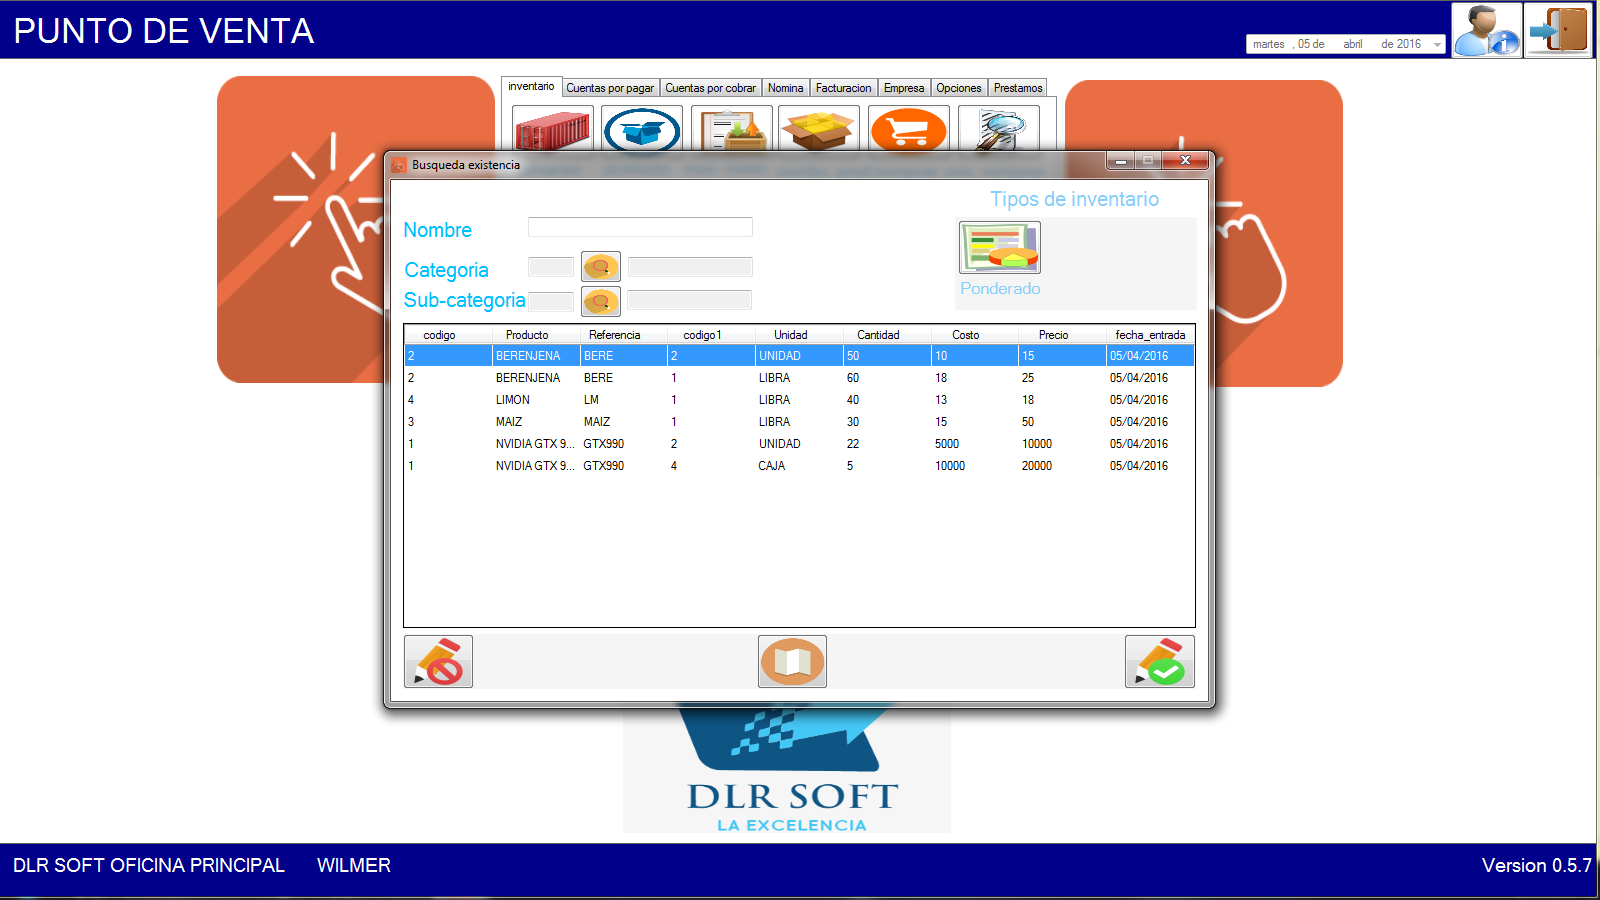 PUNTO DE VENTA
martes , 05 de abril de 2016
inventario Cuentas por pagar Cuentas por cobrar Nomina Facturacion Empresa Opciones Prestamos
Busqueda existencia
Tipos de inventario
Nombre
Categoria
Sub-categoria
Ponderado
codigo Producto Referencia codigo1 Unidad Cantidad Costo Precio fecha_entrada
2 BERENJENA BERE 2 UNIDAD 50 10 15 05/04/2016
2 BERENJENA BERE 1 LIBRA 60 18 25 05/04/2016
4 LIMON LM 1 LIBRA 40 13 18 05/04/2016
3 MAIZ MAIZ 1 LIBRA 30 15 50 05/04/2016
1 NVIDIA GTX 9... GTX990 2 UNIDAD 22 5000 10000 05/04/2016
1 NVIDIA GTX 9... GTX990 4 CAJA 5 10000 20000 05/04/2016
DLR SOFT
LA EXCELENCIA
DLR SOFT OFICINA PRINCIPAL WILMER Version 0.5.7